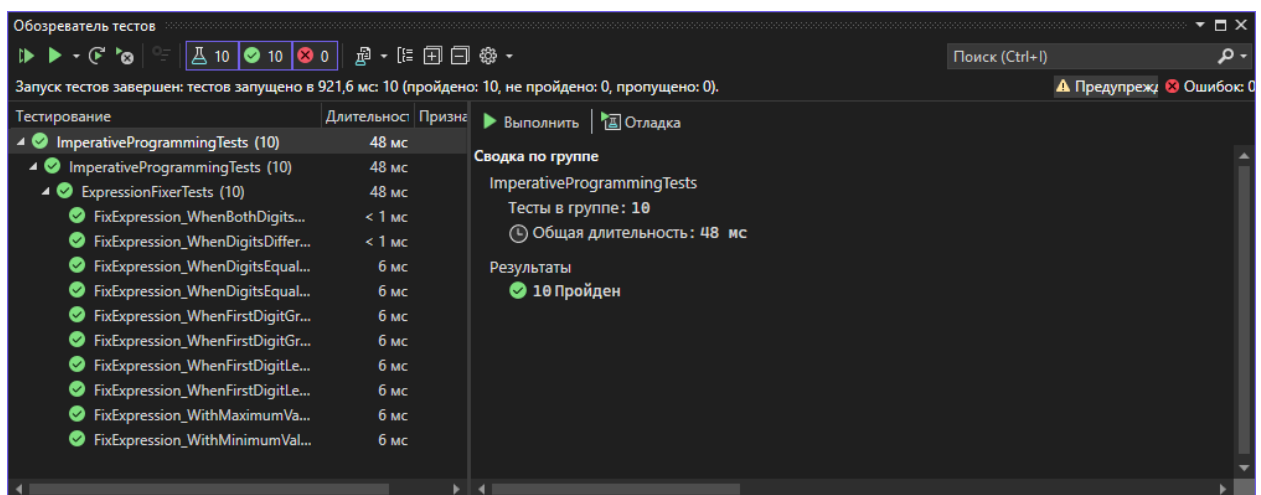 Обозреватель тестов
10 10 0 Поиск (Ctrl+I)
Запуск тестов завершен: тестов запущено в 921,6 мс: 10 (пройдено: 10, не пройдено: 0, пропущено: 0). Предупрежд Ошибок: 0
Тестирование Длительност Призна
ImperativeProgrammingTests (10) 48 мс
ImperativeProgrammingTests (10) 48 мс
ExpressionFixerTests (10) 48 мс
FixExpression_WhenBothDigits... < 1 мс
FixExpression_WhenDigitsDiffer... < 1 мс
FixExpression_WhenDigitsEqual... 6 мс
FixExpression_WhenDigitsEqual... 6 мс
FixExpression_WhenFirstDigitGr... 6 мс
FixExpression_WhenFirstDigitGr... 6 мс
FixExpression_WhenFirstDigitLe... 6 мс
FixExpression_WhenFirstDigitLe... 6 мс
FixExpression_WithMaximumVa... 6 мс
FixExpression_WithMinimumVal... 6 мс
Выполнить Отладка
Сводка по группе
ImperativeProgrammingTests
Тесты в группе: 10
Общая длительность: 48 мс
Результаты
10 Пройден